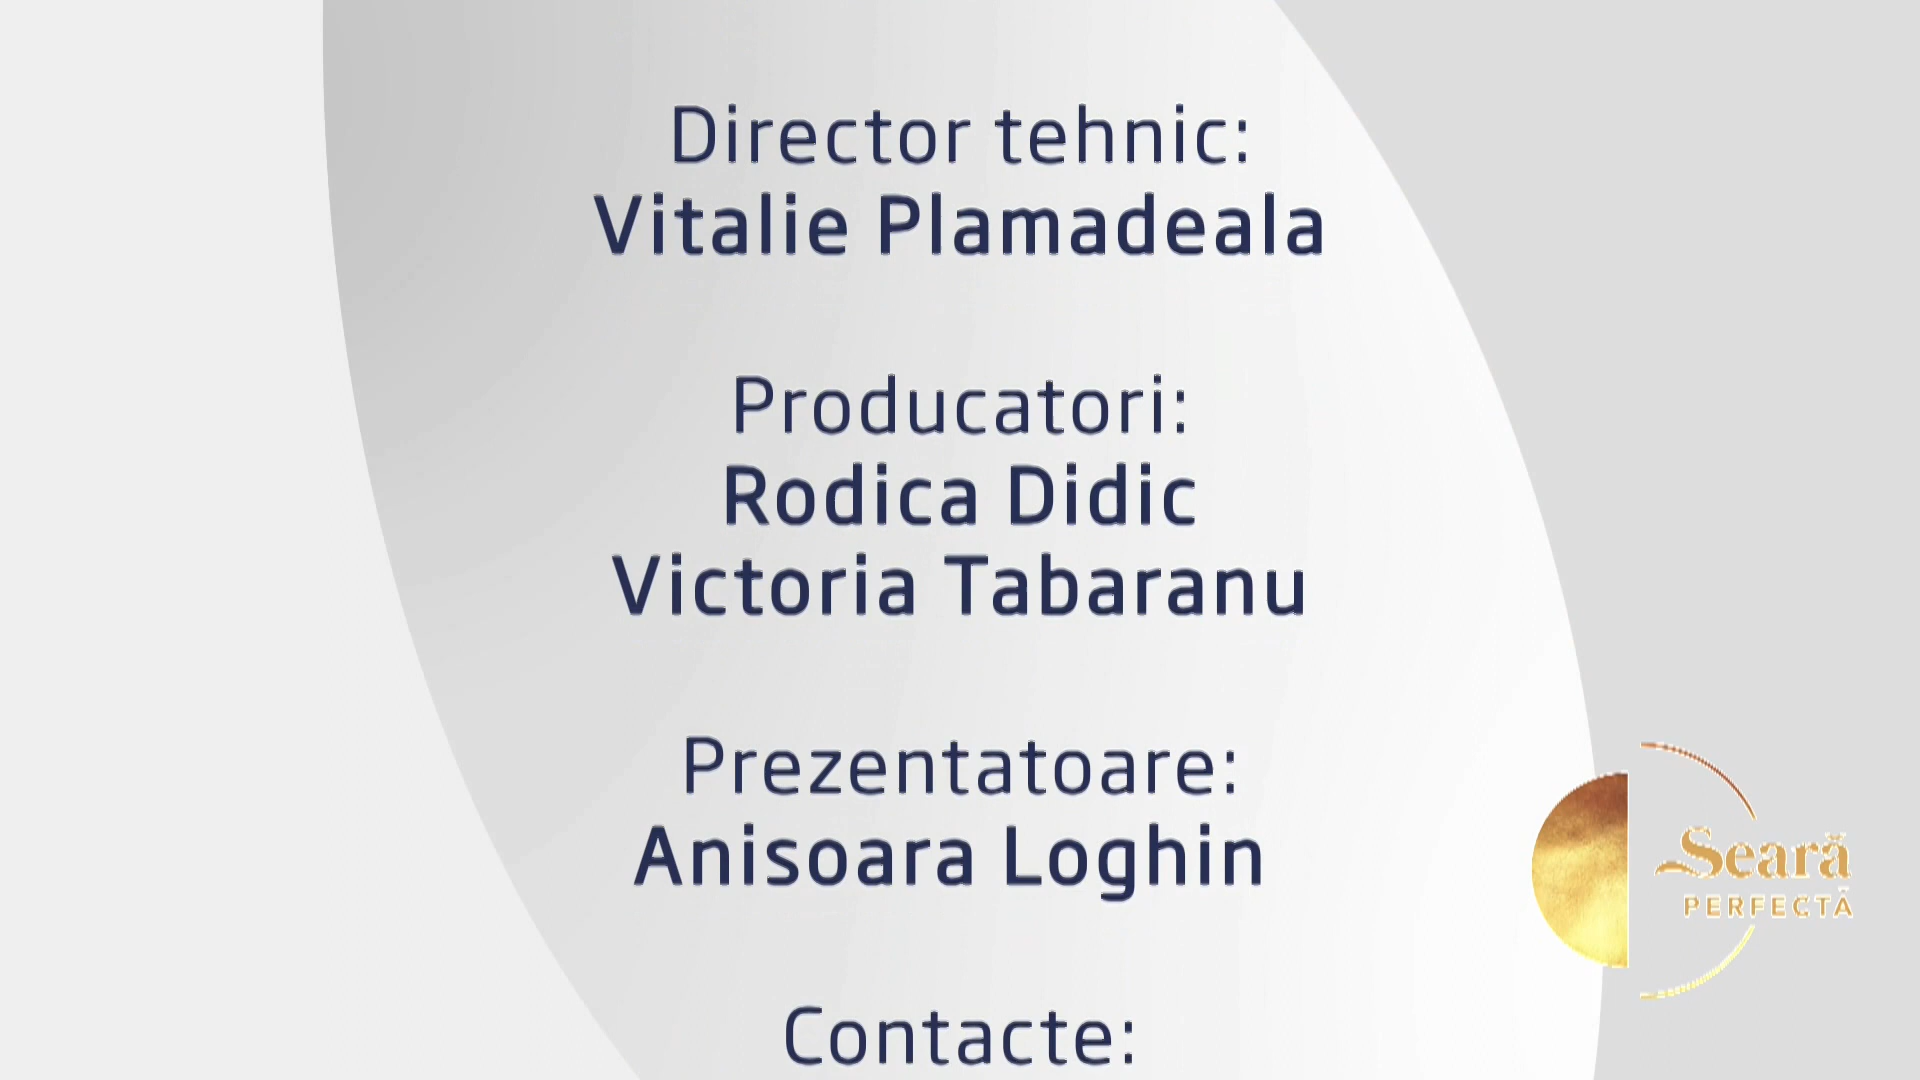 Director tehnic:
Vitalie Plamadeala
Producatori:
Rodica Didic
Victoria Tabaranu
Prezentatoare:
Anisoara Loghin
Seară
PERFECTĂ
Contacte: